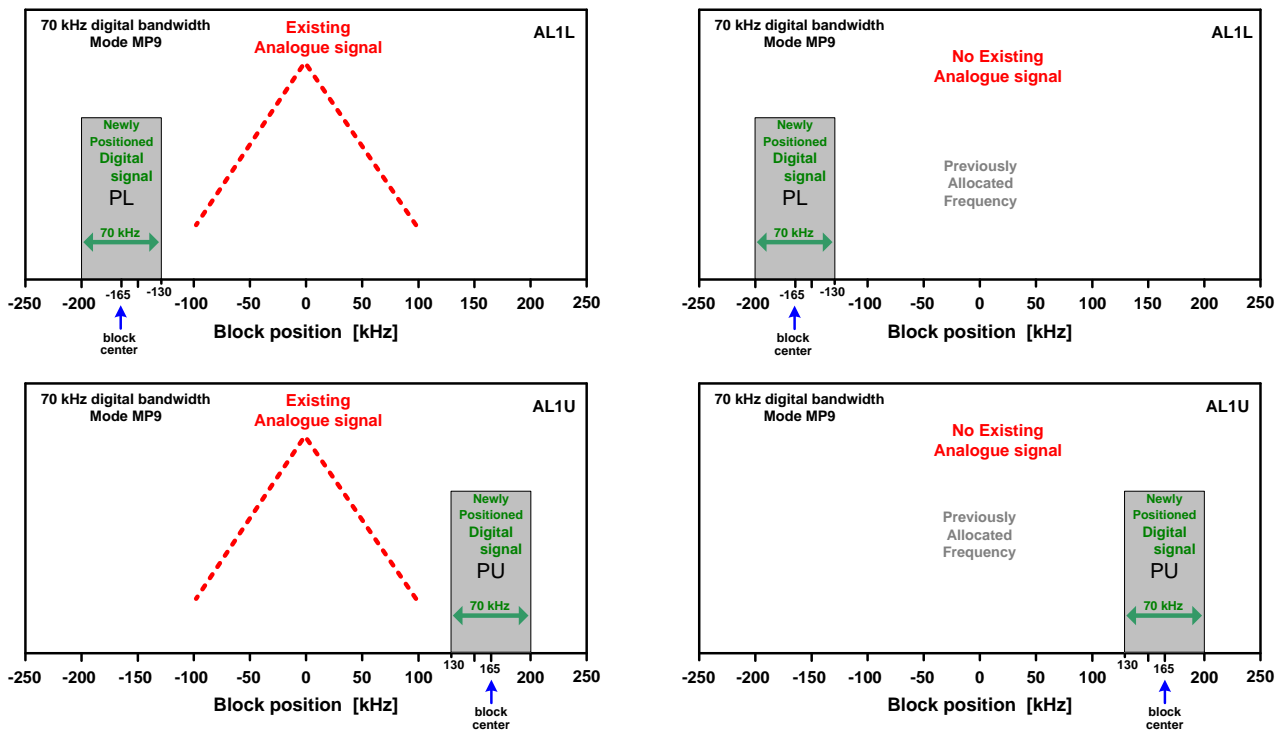 70 kHz digital bandwidth
Mode MP9
Existing
Analogue signal
AL1L
Newly
Positioned
Digital
signal
PL
70 kHz
-250 -200 -165 -130 -100 -50 0 50 100 150 200 250
Block position [kHz]
block
center
70 kHz digital bandwidth
Mode MP9
No Existing
Analogue signal
AL1L
Newly
Positioned
Digital
signal
PL
70 kHz
Previously
Allocated
Frequency
-250 -200 -165 -130 -100 -50 0 50 100 150 200 250
Block position [kHz]
block
center
70 kHz digital bandwidth
Mode MP9
Existing
Analogue signal
AL1U
Newly
Positioned
Digital
signal
PU
70 kHz
-250 -200 -150 -100 -50 0 50 100 130 165 200 250
Block position [kHz]
block
center
70 kHz digital bandwidth
Mode MP9
No Existing
Analogue signal
AL1U
Previously
Allocated
Frequency
Newly
Positioned
Digital
signal
PU
70 kHz
-250 -200 -150 -100 -50 0 50 100 130 165 200 250
Block position [kHz]
block
center